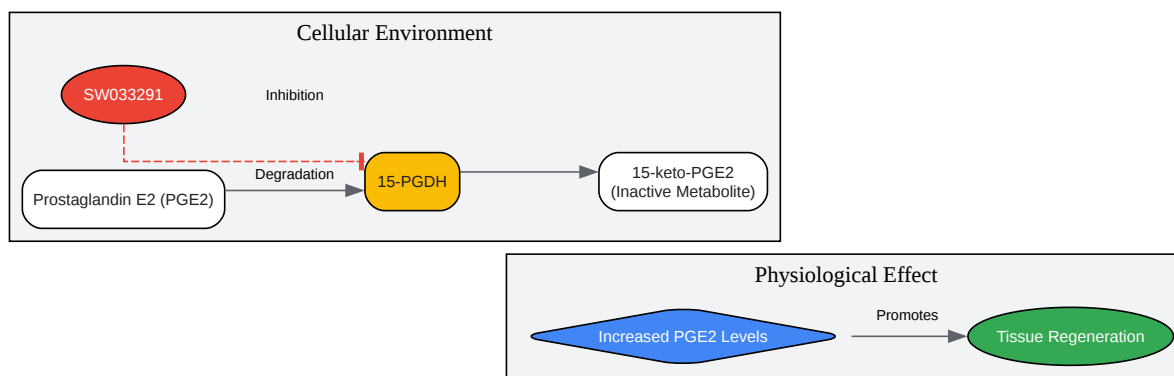 Cellular Environment
SW033291
Inhibition
Degradation
Prostaglandin E2 (PGE2)
15-PGDH
15-keto-PGE2
(Inactive Metabolite)
Physiological Effect
Increased PGE2 Levels
Promotes
Tissue Regeneration